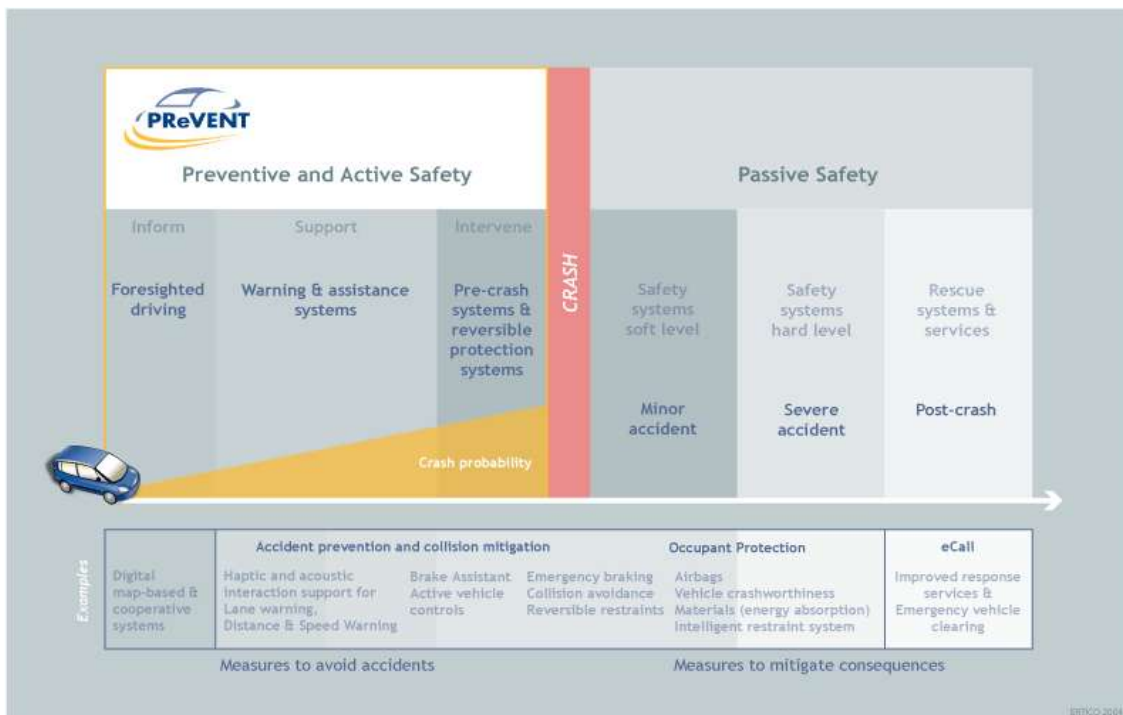 PReVENT
Preventive and Active Safety
Passive Safety
Inform
Support
Intervene
Foresighted
driving
Warning & assistance
systems
Pre-crash
systems &
reversible
protection
systems
CRASH
Safety
systems
soft level
Safety
systems
hard level
Rescue
systems &
services
Minor
accident
Severe
accident
Post-crash
Crash probability
Examples
Digital
map-based &
cooperative
systems
Accident prevention and collision mitigation
Haptic and acoustic
interaction support for
Lane warning,
Distance & Speed Warning
Brake Assistant
Active vehicle
controls
Emergency braking
Collision avoidance
Reversible restraints
Occupant Protection
Airbags
Vehicle crashworthiness
Materials (energy absorption)
Intelligent restraint system
eCall
Improved response
services &
Emergency vehicle
clearing
Measures to avoid accidents
Measures to mitigate consequences
ERTICO 2004